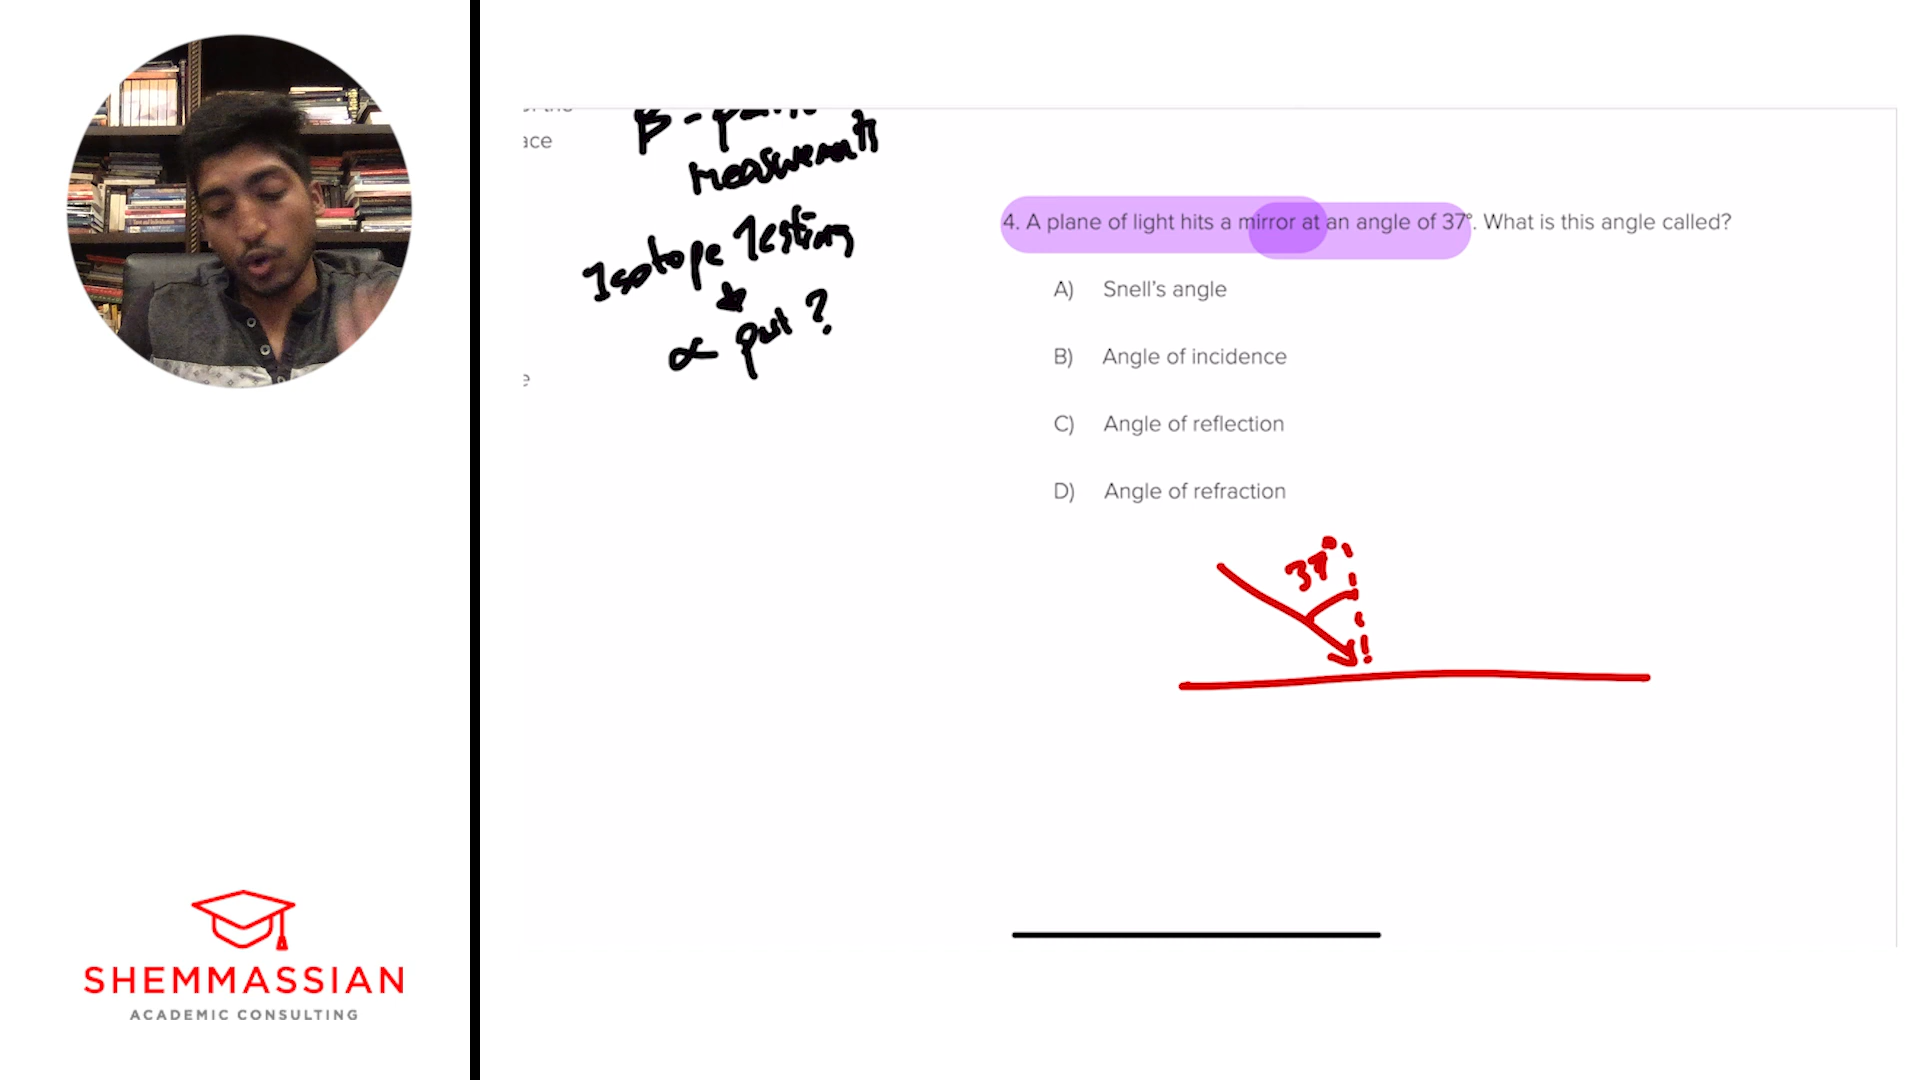 ace
β-
measurements
Isotope Testing
α part ?
e
4. A plane of light hits a mirror at an angle of 37°. What is this angle called?
A) Snell's angle
B) Angle of incidence
C) Angle of reflection
D) Angle of refraction
37°
SHEMMASSIAN
ACADEMIC CONSULTING